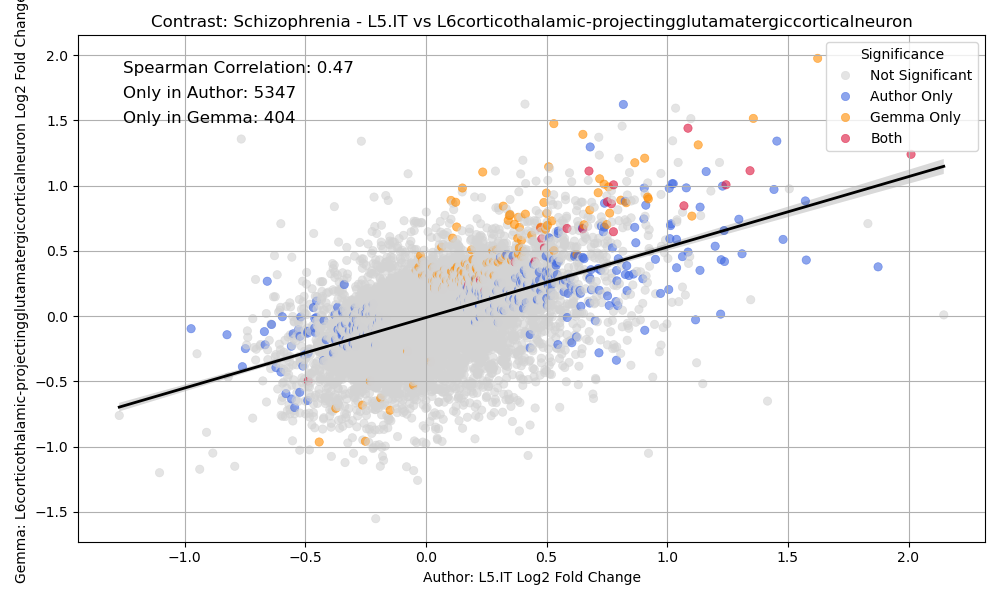 Contrast: Schizophrenia - L5.IT vs L6corticothalamic-projectingglutamatergiccorticalneuron
Gemma: L6corticothalamic-projectingglutamatergiccorticalneuron Log2 Fold Change
2.0
1.5
1.0
0.5
0.0
−0.5
−1.0
−1.5
Spearman Correlation: 0.47
Only in Author: 5347
Only in Gemma: 404
Significance
Not Significant
Author Only
Gemma Only
Both
−1.0 −0.5 0.0 0.5 1.0 1.5 2.0
Author: L5.IT Log2 Fold Change